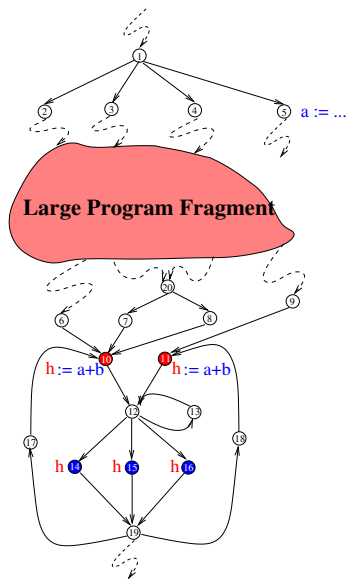 1
2 3 4 5 a := ...
Large Program Fragment
20
9
6 7 8
10 11
h := a+b h := a+b
12 13
17 18
h 14 h 15 h 16
19